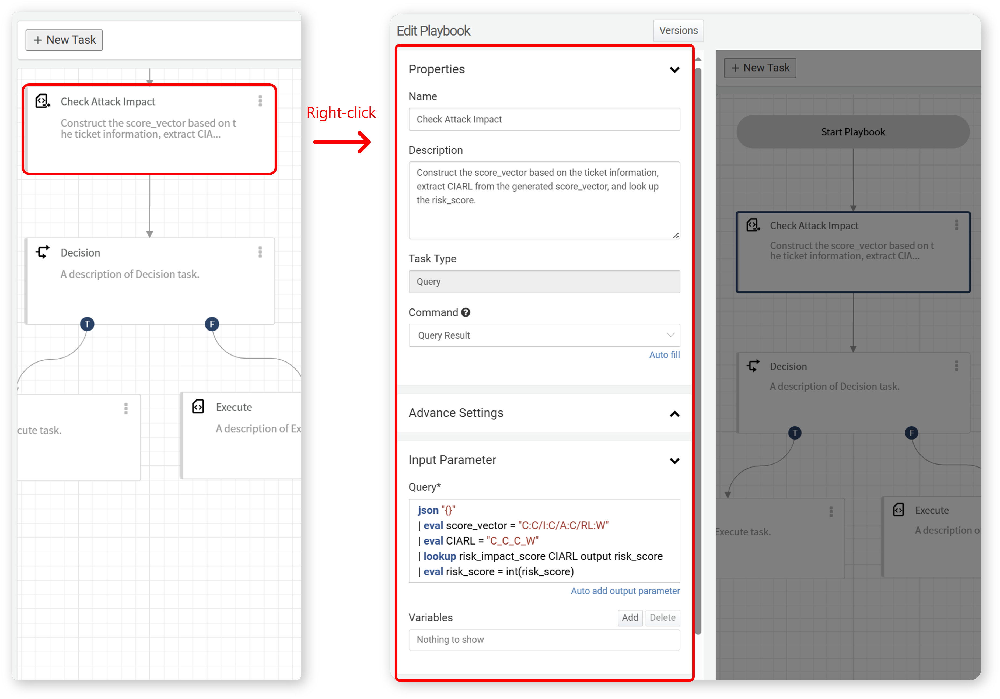 + New Task
Check Attack Impact
Construct the score_vector based on t
he ticket information, extract CIA...
Decision
A description of Decision task.
T
F
cute task.
Execute
A description of Ex
Right-click
Edit Playbook
Versions
Properties
Name
Check Attack Impact
Description
Construct the score_vector based on the ticket information,
extract CIARL from the generated score_vector, and look up
the risk_score.
Task Type
Query
Command ?
Query Result
Auto fill
Advance Settings
Input Parameter
Query*
json "{}"
| eval score_vector = "C:C/I:C/A:C/RL:W"
| eval CIARL = "C_C_C_W"
| lookup risk_impact_score CIARL output risk_score
| eval risk_score = int(risk_score)
Auto add output parameter
Variables
Add
Delete
Nothing to show
+ New Task
Start Playbook
Check Attack Impact
Construct the score_vector based on t
he ticket information, extract CIA...
Decision
A description of Decision task.
T
F
Execute task.
Execute
A description o